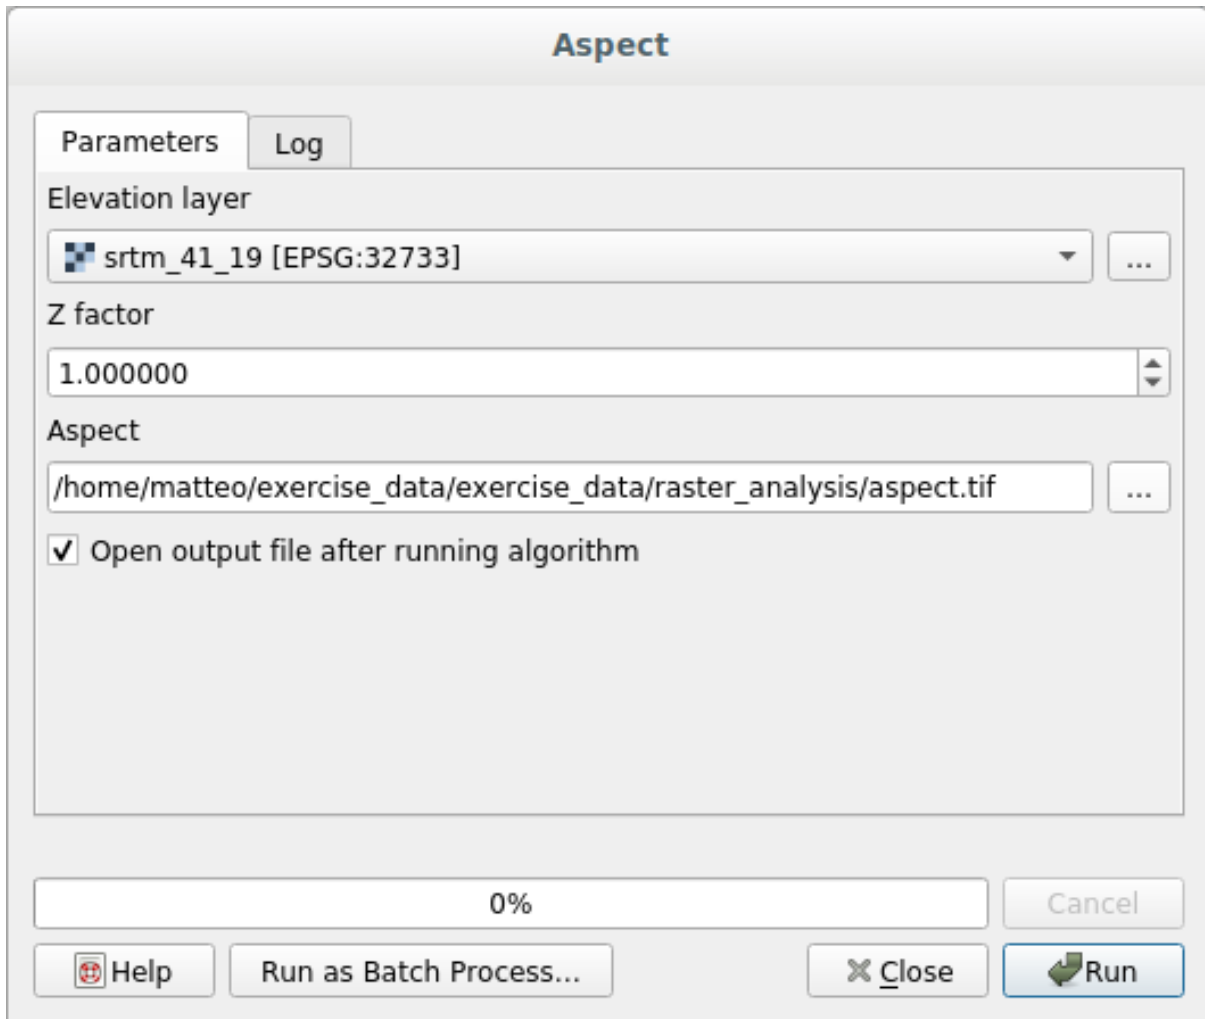 Aspect
Parameters Log
Elevation layer
srtm_41_19 [EPSG:32733] ...
Z factor
1.000000
Aspect
/home/matteo/exercise_data/exercise_data/raster_analysis/aspect.tif ...
Open output file after running algorithm
0% Cancel
Help Run as Batch Process... Close Run